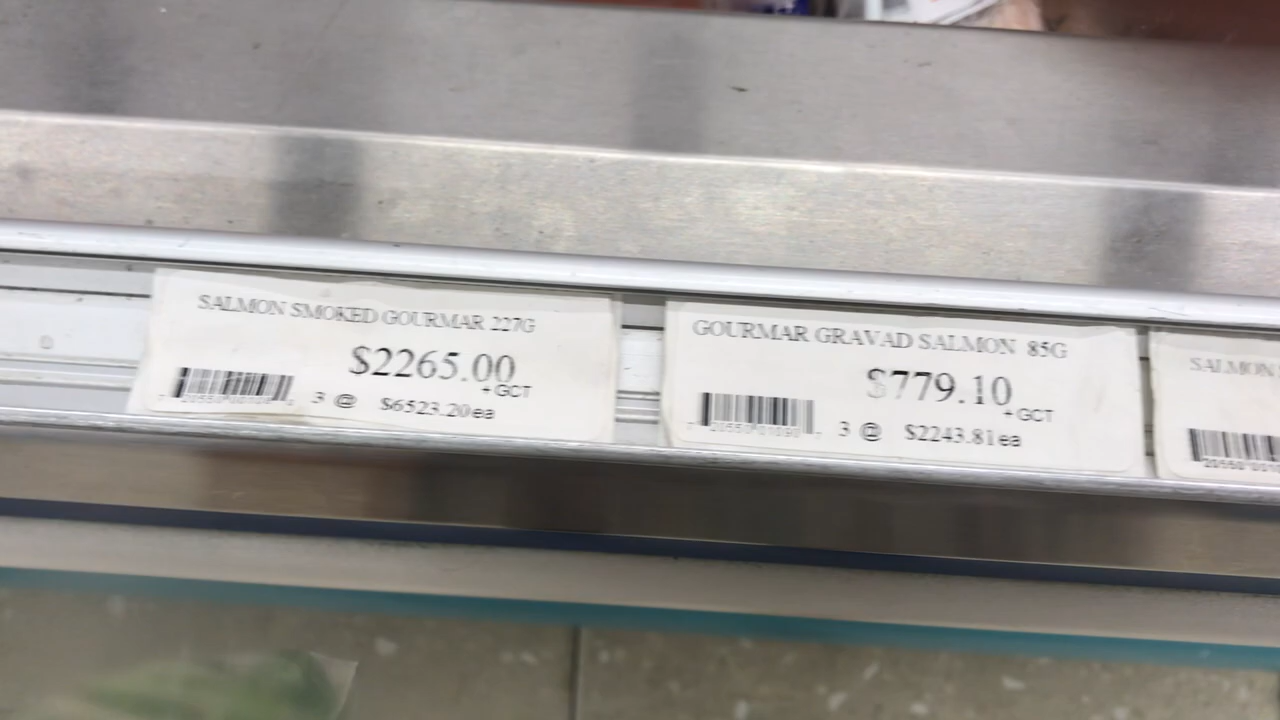 SALMON SMOKED GOURMAR 227G
$2265.00
+GCT
3 @ $6523.20ea
GOURMAR GRAVAD SALMON 85G
$779.10
+GCT
3 @ $2243.81ea
SALMON